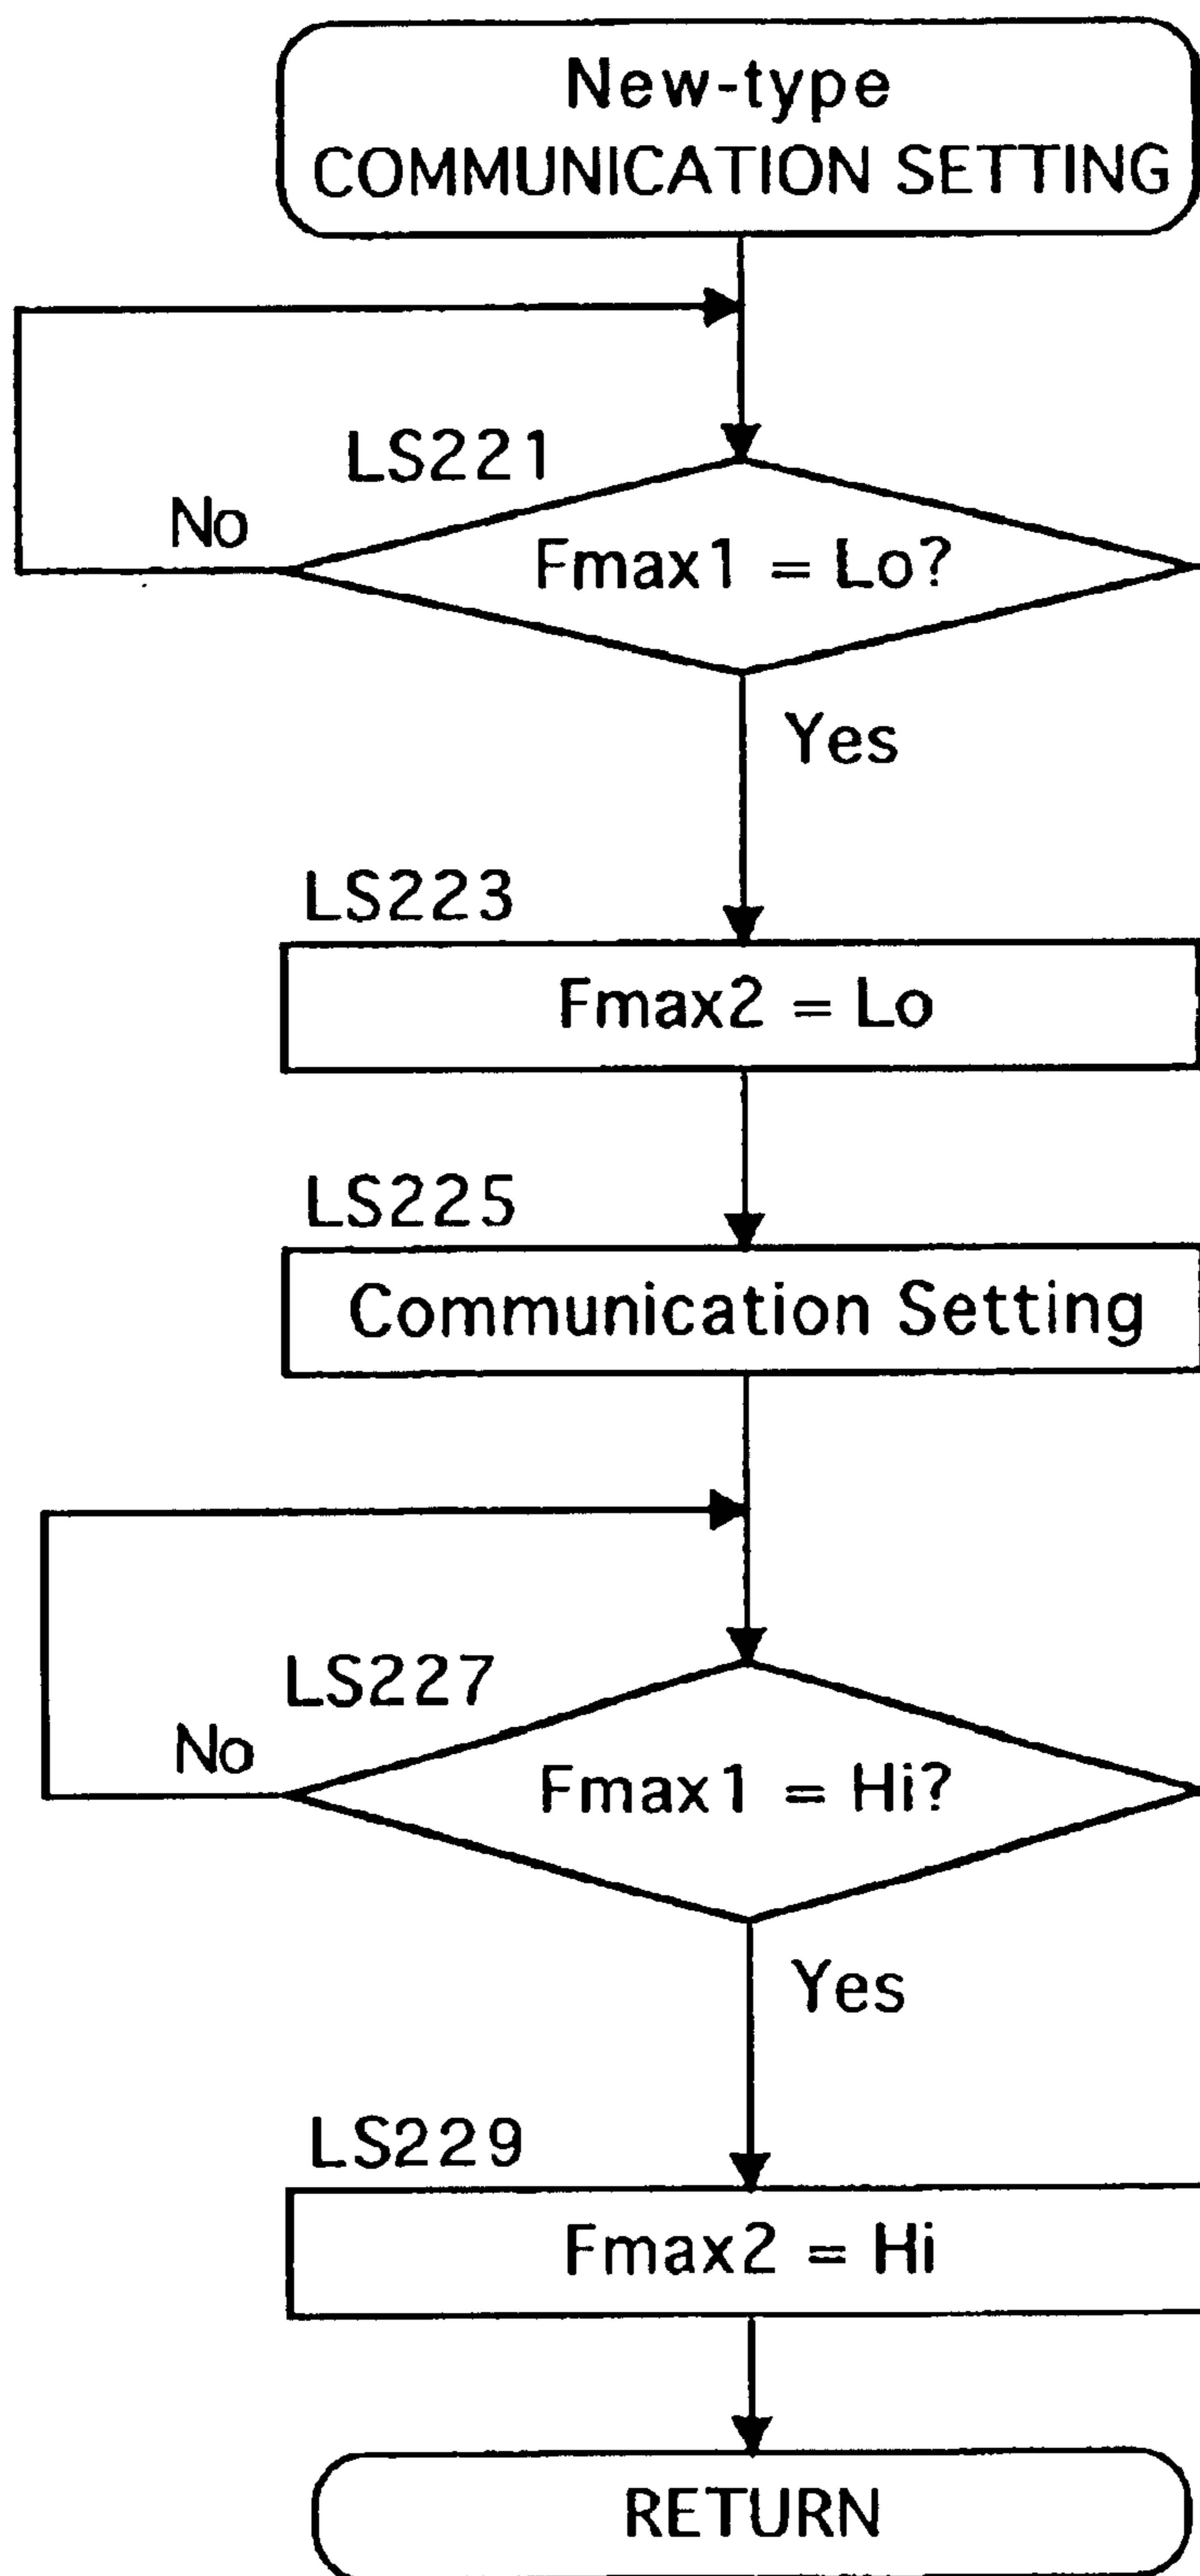 New-type
COMMUNICATION SETTING
LS221
No
Fmax1 = Lo?
Yes
LS223
Fmax2 = Lo
LS225
Communication Setting
LS227
No
Fmax1 = Hi?
Yes
LS229
Fmax2 = Hi
RETURN